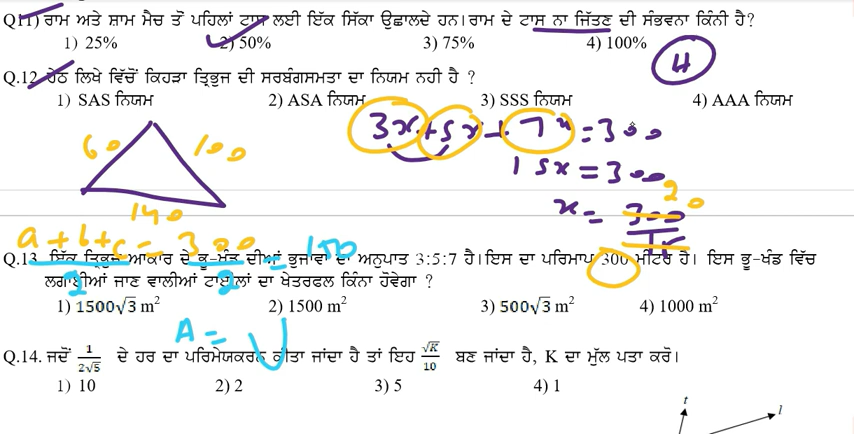 Q11) ਰਾਮ ਅਤੇ ਸ਼ਾਮ ਮੈਚ ਤੋਂ ਪਹਿਲਾਂ ਟਾਸ ਲਈ ਇੱਕ ਸਿੱਕਾ ਉਛਾਲਦੇ ਹਨ।ਰਾਮ ਦੇ ਟਾਸ ਨਾ ਜਿੱਤਣ ਦੀ ਸੰਭਵਨਾ ਕਿੰਨੀ ਹੈ?
1) 25% 2) 50% 3) 75% 4) 100%
4
Q.12 ਹੇਠ ਲਿਖੇ ਵਿੱਚੋਂ ਕਿਹੜਾ ਤ੍ਰਿਭੁਜ ਦੀ ਸਰਬੰਗਸਮਤਾ ਦਾ ਨਿਯਮ ਨਹੀ ਹੈ ?
1) SAS ਨਿਯਮ 2) ASA ਨਿਯਮ 3) SSS ਨਿਯਮ 4) AAA ਨਿਯਮ
3x+5x+7x=300
60 100
15x=300
140
x=300/15 20
a+b+c/2=300/2=150
Q.13. ਇੱਕ ਤ੍ਰਿਭੁਜ ਆਕਾਰ ਦੇ ਭੂ-ਖੰਡ ਦੀਆਂ ਭੁਜਾਵਾਂ ਦਾ ਅਨੁਪਾਤ 3:5:7 ਹੈ।ਇਸ ਦਾ ਪਰਿਮਾਪ 300 ਮੀਟਰ ਹੈ। ਇਸ ਭੂ-ਖੰਡ ਵਿੱਚ
ਲਗਾਈਆਂ ਜਾਣ ਵਾਲੀਆਂ ਟਾਈਲਾਂ ਦਾ ਖੇਤਰਫਲ ਕਿੰਨਾ ਹੋਵੇਗਾ ?
1) 1500√3 m² 2) 1500 m² 3) 500√3 m² 4) 1000 m²
A=√
Q.14. ਜਦੋਂ 1/2√5 ਦੇ ਹਰ ਦਾ ਪਰਿਮੇਯਕਰਨ ਕੀਤਾ ਜਾਂਦਾ ਹੈ ਤਾਂ ਇਹ √K/10 ਬਣ ਜਾਂਦਾ ਹੈ, K ਦਾ ਮੁੱਲ ਪਤਾ ਕਰੋ।
1) 10 2) 2 3) 5 4) 1
t l